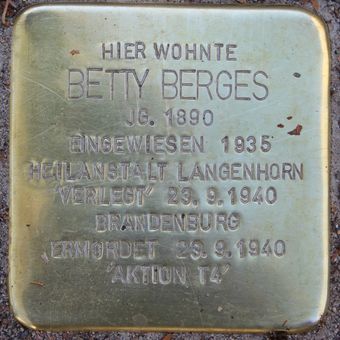 HIER WOHNTE
BETTY BERGES
JG. 1890
EINGEWIESEN 1935
HEILANSTALT LANGENHORN
'VERLEGT' 23.9.1940
BRANDENBURG
ERMORDET 23.9.1940
'AKTION T4'